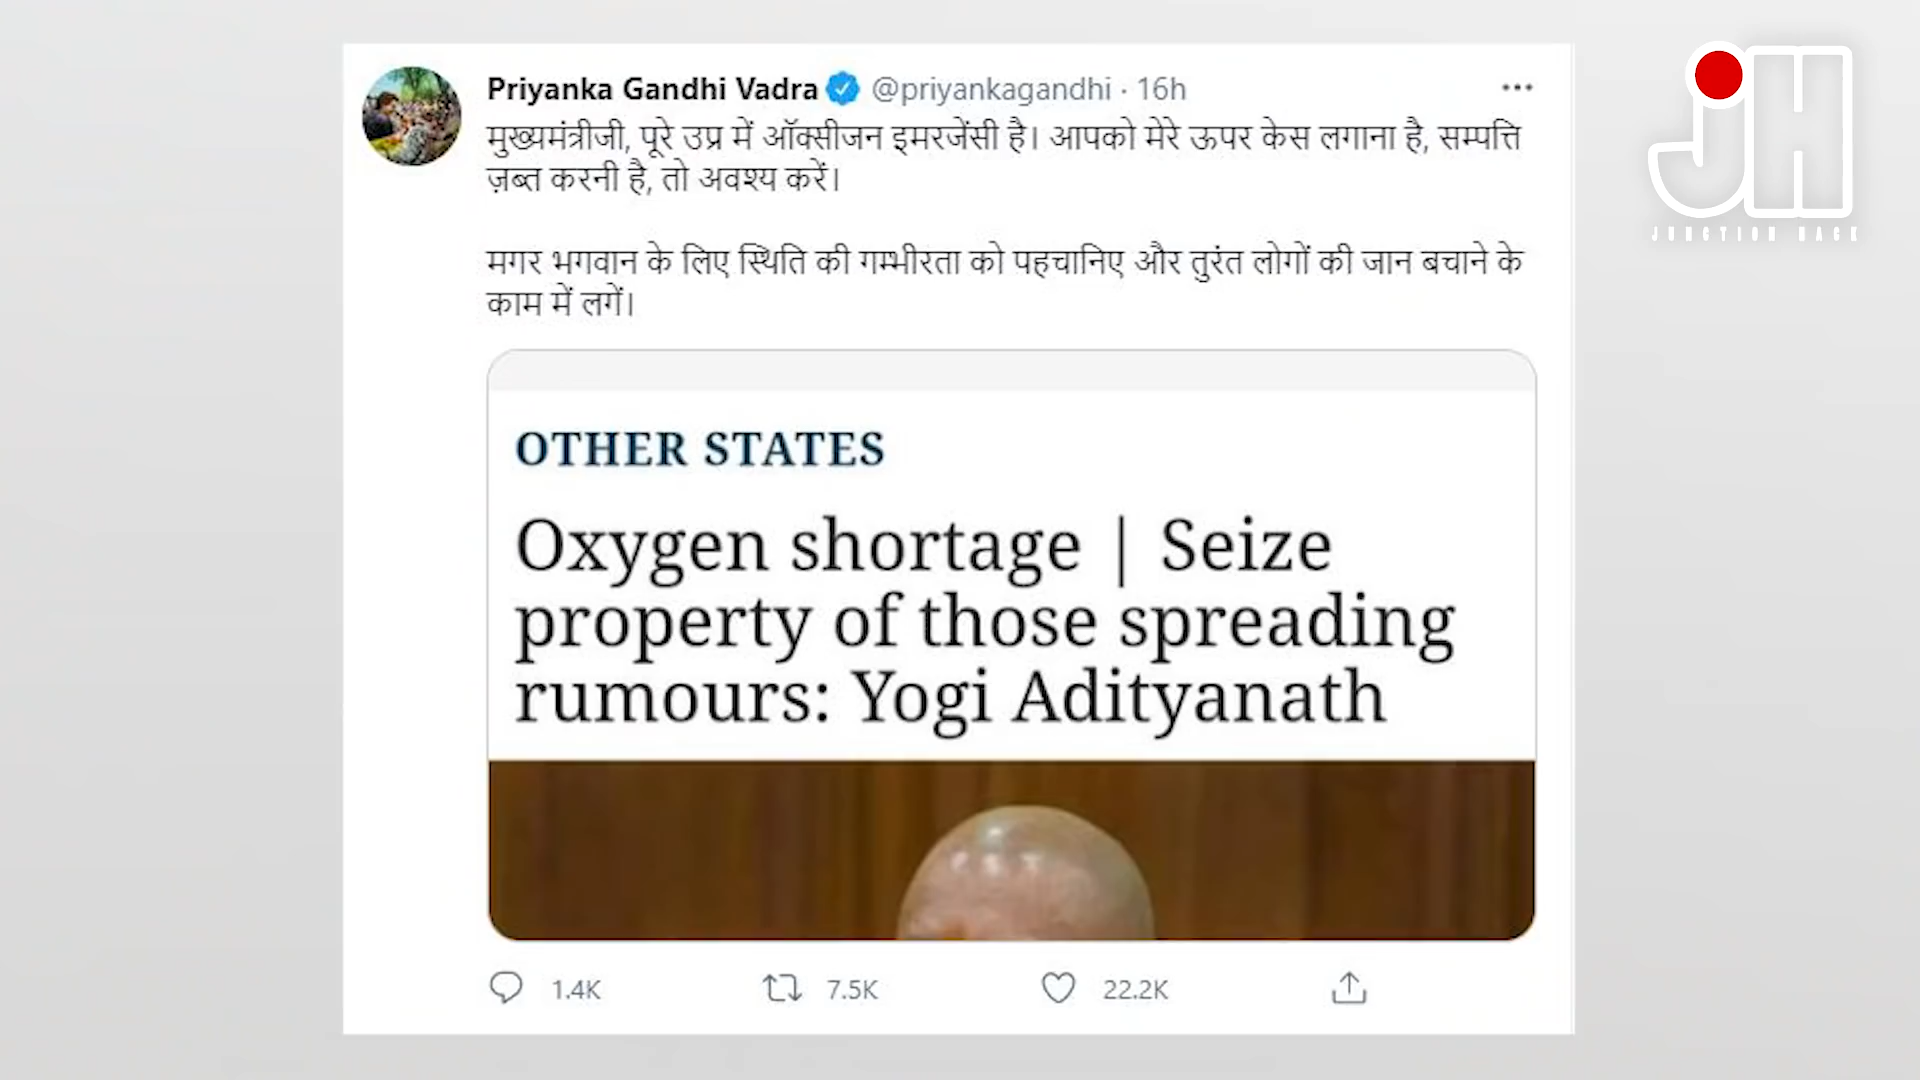 Priyanka Gandhi Vadra @priyankagandhi · 16h
मुख्यमंत्रीजी, पूरे उप्र में ऑक्सीजन इमरजेंसी है। आपको मेरे ऊपर केस लगाना है, सम्पत्ति
ज़ब्त करनी है, तो अवश्य करें।
मगर भगवान के लिए स्थिति की गम्भीरता को पहचानिए और तुरंत लोगों की जान बचाने के
काम में लगें।
OTHER STATES
Oxygen shortage | Seize
property of those spreading
rumours: Yogi Adityanath
1.4K 7.5K 22.2K
JH
JUNCTION HACK